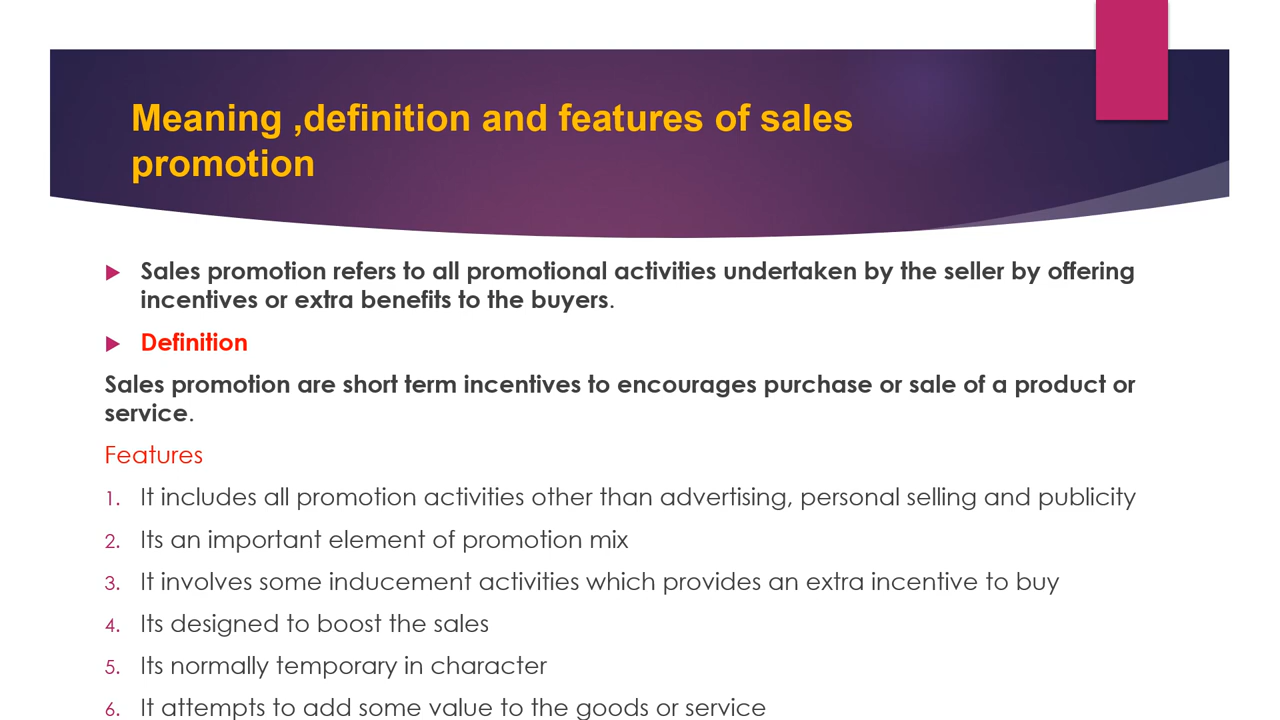 Meaning ,definition and features of sales
promotion
Sales promotion refers to all promotional activities undertaken by the seller by offering
incentives or extra benefits to the buyers.
Definition
Sales promotion are short term incentives to encourages purchase or sale of a product or
service.
Features
1. It includes all promotion activities other than advertising, personal selling and publicity
2. Its an important element of promotion mix
3. It involves some inducement activities which provides an extra incentive to buy
4. Its designed to boost the sales
5. Its normally temporary in character
6. It attempts to add some value to the goods or service